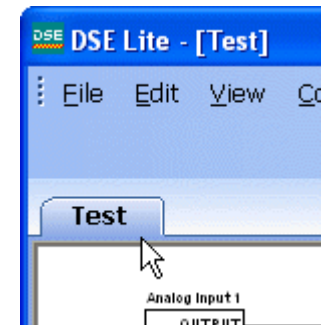 DSE DSE Lite - [Test]
File Edit View Co
Test
Analog Input 1
OUTPUT